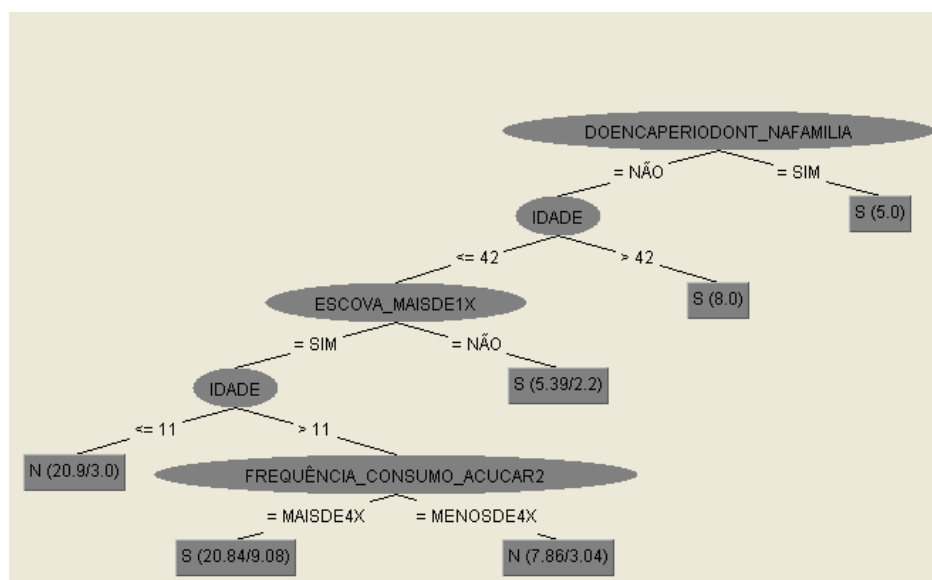 DOENCAPERIODONT_NAFAMILIA
= NÃO
= SIM
IDADE
S (5.0)
<= 42
> 42
ESCOVA_MAISDE1X
S (8.0)
= SIM
= NÃO
IDADE
S (5.39/2.2)
<= 11
> 11
N (20.9/3.0)
FREQUÊNCIA_CONSUMO_ACUCAR2
= MAISDE4X
= MENOSDE4X
S (20.84/9.08)
N (7.86/3.04)